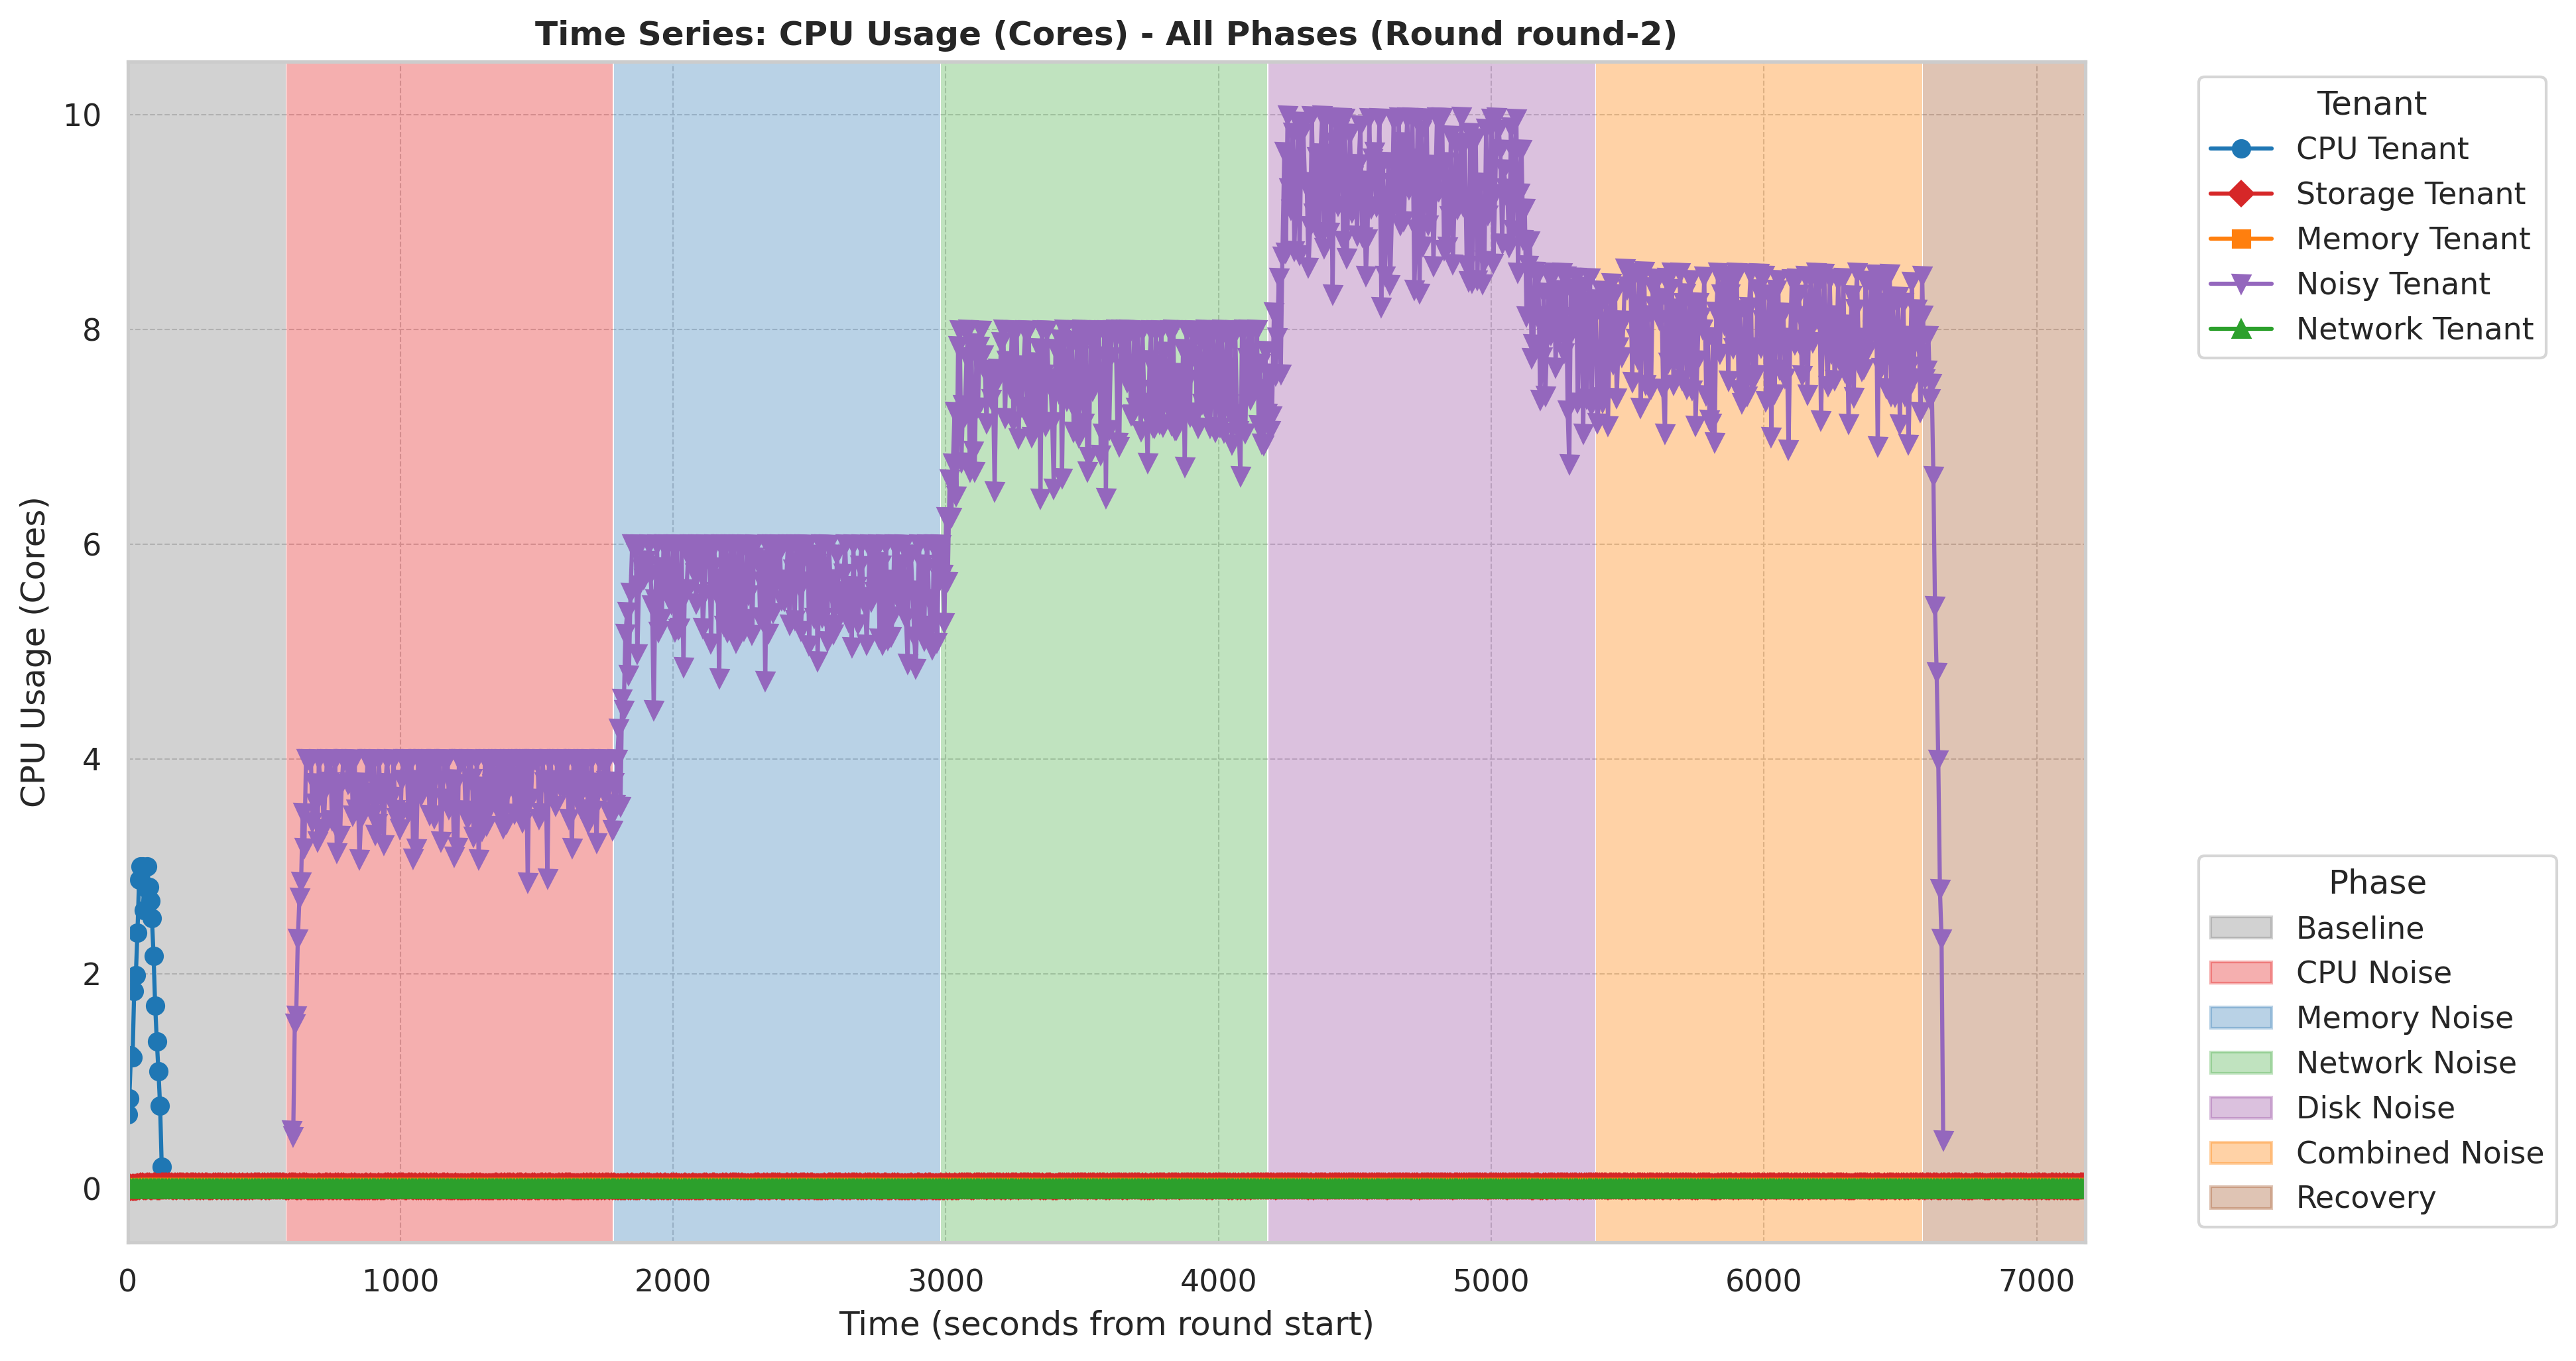 Time Series: CPU Usage (Cores) - All Phases (Round round-2)
CPU Usage (Cores)
10
8
6
4
2
0
0 1000 2000 3000 4000 5000 6000 7000
Time (seconds from round start)
Tenant
CPU Tenant
Storage Tenant
Memory Tenant
Noisy Tenant
Network Tenant
Phase
Baseline
CPU Noise
Memory Noise
Network Noise
Disk Noise
Combined Noise
Recovery